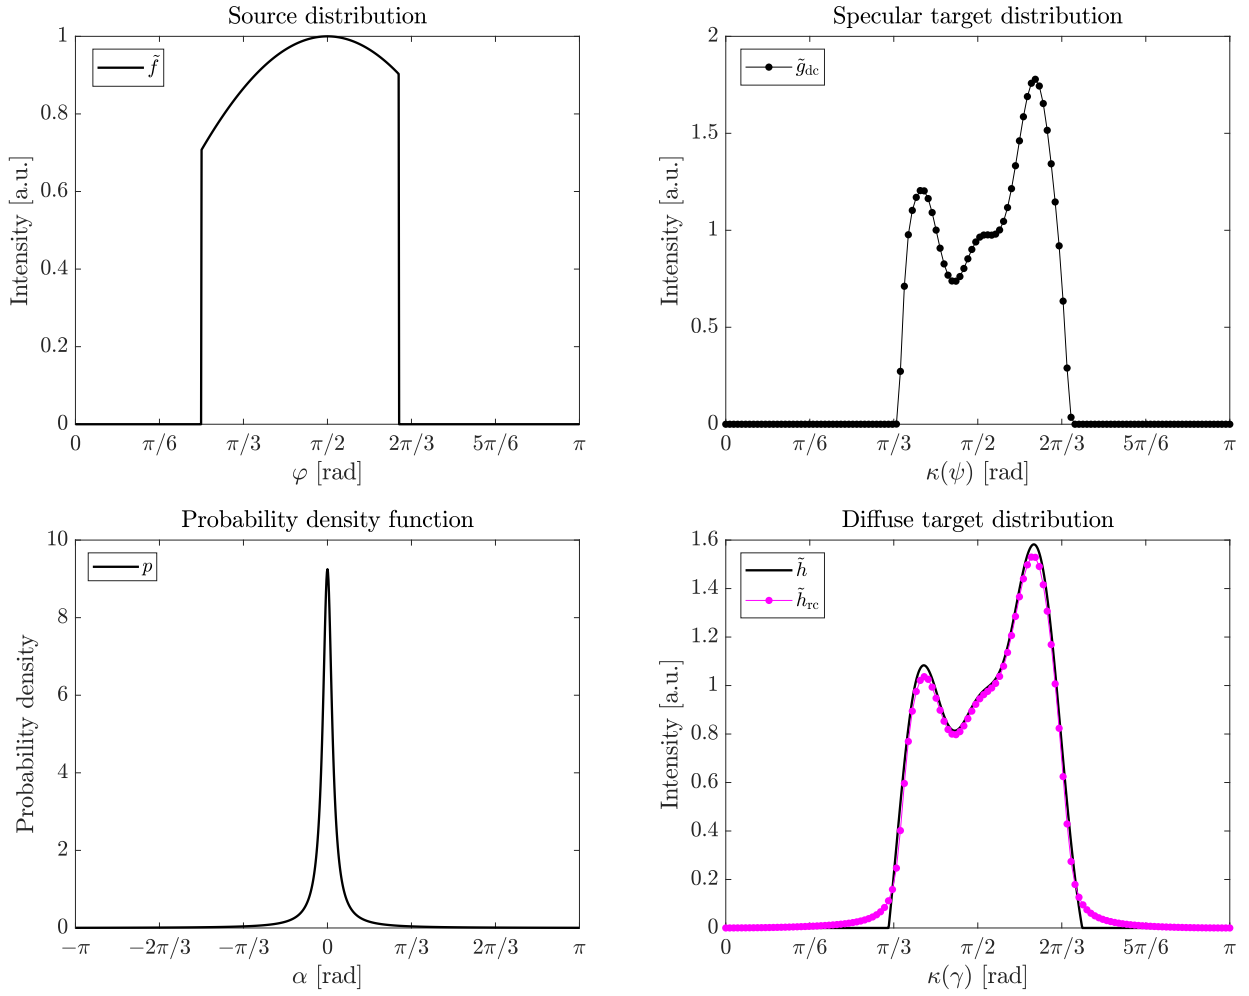 Source distribution
1
0.8
0.6
0.4
0.2
0
f̃
Intensity [a.u.]
0 π/6 π/3 π/2 2π/3 5π/6 π
φ [rad]
Specular target distribution
2
1.5
1
0.5
0
g̃dc
Intensity [a.u.]
0 π/6 π/3 π/2 2π/3 5π/6 π
κ(ψ) [rad]
Probability density function
10
8
6
4
2
0
p
Probability density
−π −2π/3 −π/3 0 π/3 2π/3 π
α [rad]
Diffuse target distribution
1.6
1.4
1.2
1
0.8
0.6
0.4
0.2
0
h̃
h̃rc
Intensity [a.u.]
0 π/6 π/3 π/2 2π/3 5π/6 π
κ(γ) [rad]